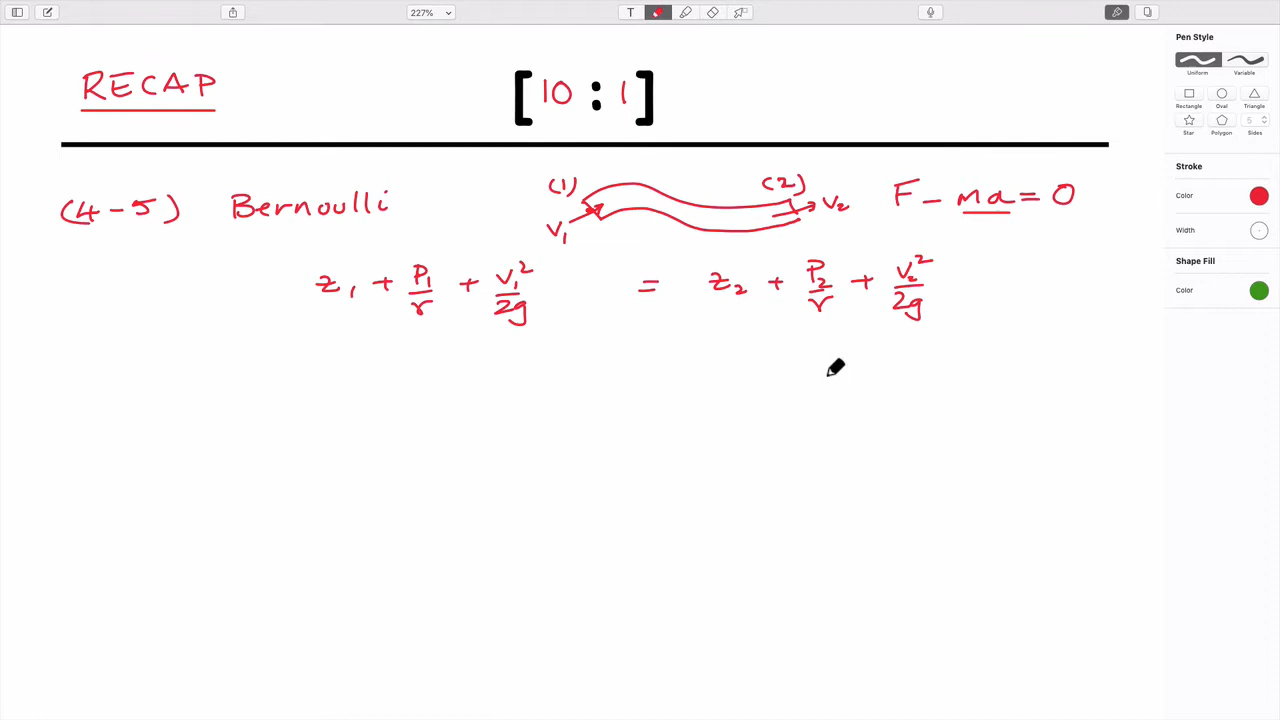 227%
T
RECAP
[10:1]
(4-5) Bernoulli
(1)
(2)
V₁
V₂
F - ma = 0
z₁ + P₁/γ + V₁²/2g = z₂ + P₂/γ + V₂²/2g
Pen Style
Uniform
Variable
Rectangle
Oval
Triangle
Star
Polygon
5
Sides
Stroke
Color
Width
Shape Fill
Color